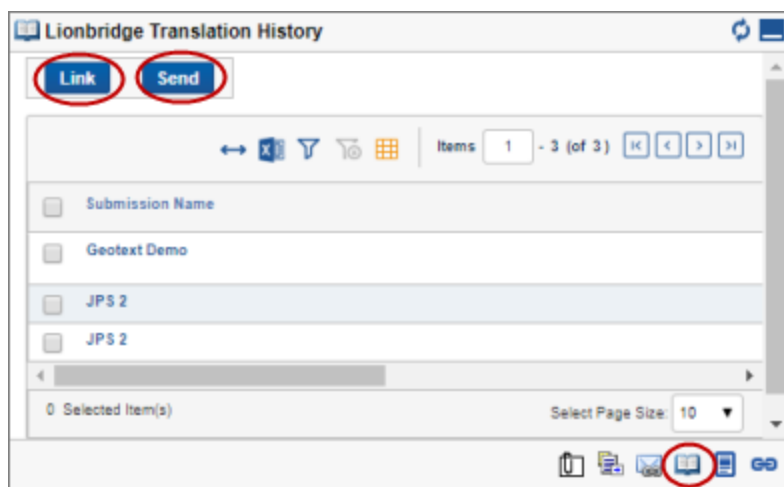 Lionbridge Translation History
Link Send
Items 1 - 3 (of 3)
Submission Name
Geotext Demo
JPS 2
JPS 2
0 Selected Item(s) Select Page Size: 10